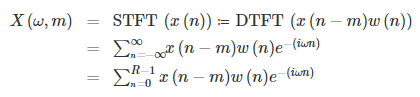 X (ω, m) = STFT (x (n)) ≔ DTFT (x (n − m)w (n))
= ∑_{n=−∞}^{∞} x (n − m)w (n)e^{−(iωn)}
= ∑_{n=0}^{R−1} x (n − m)w (n)e^{−(iωn)}